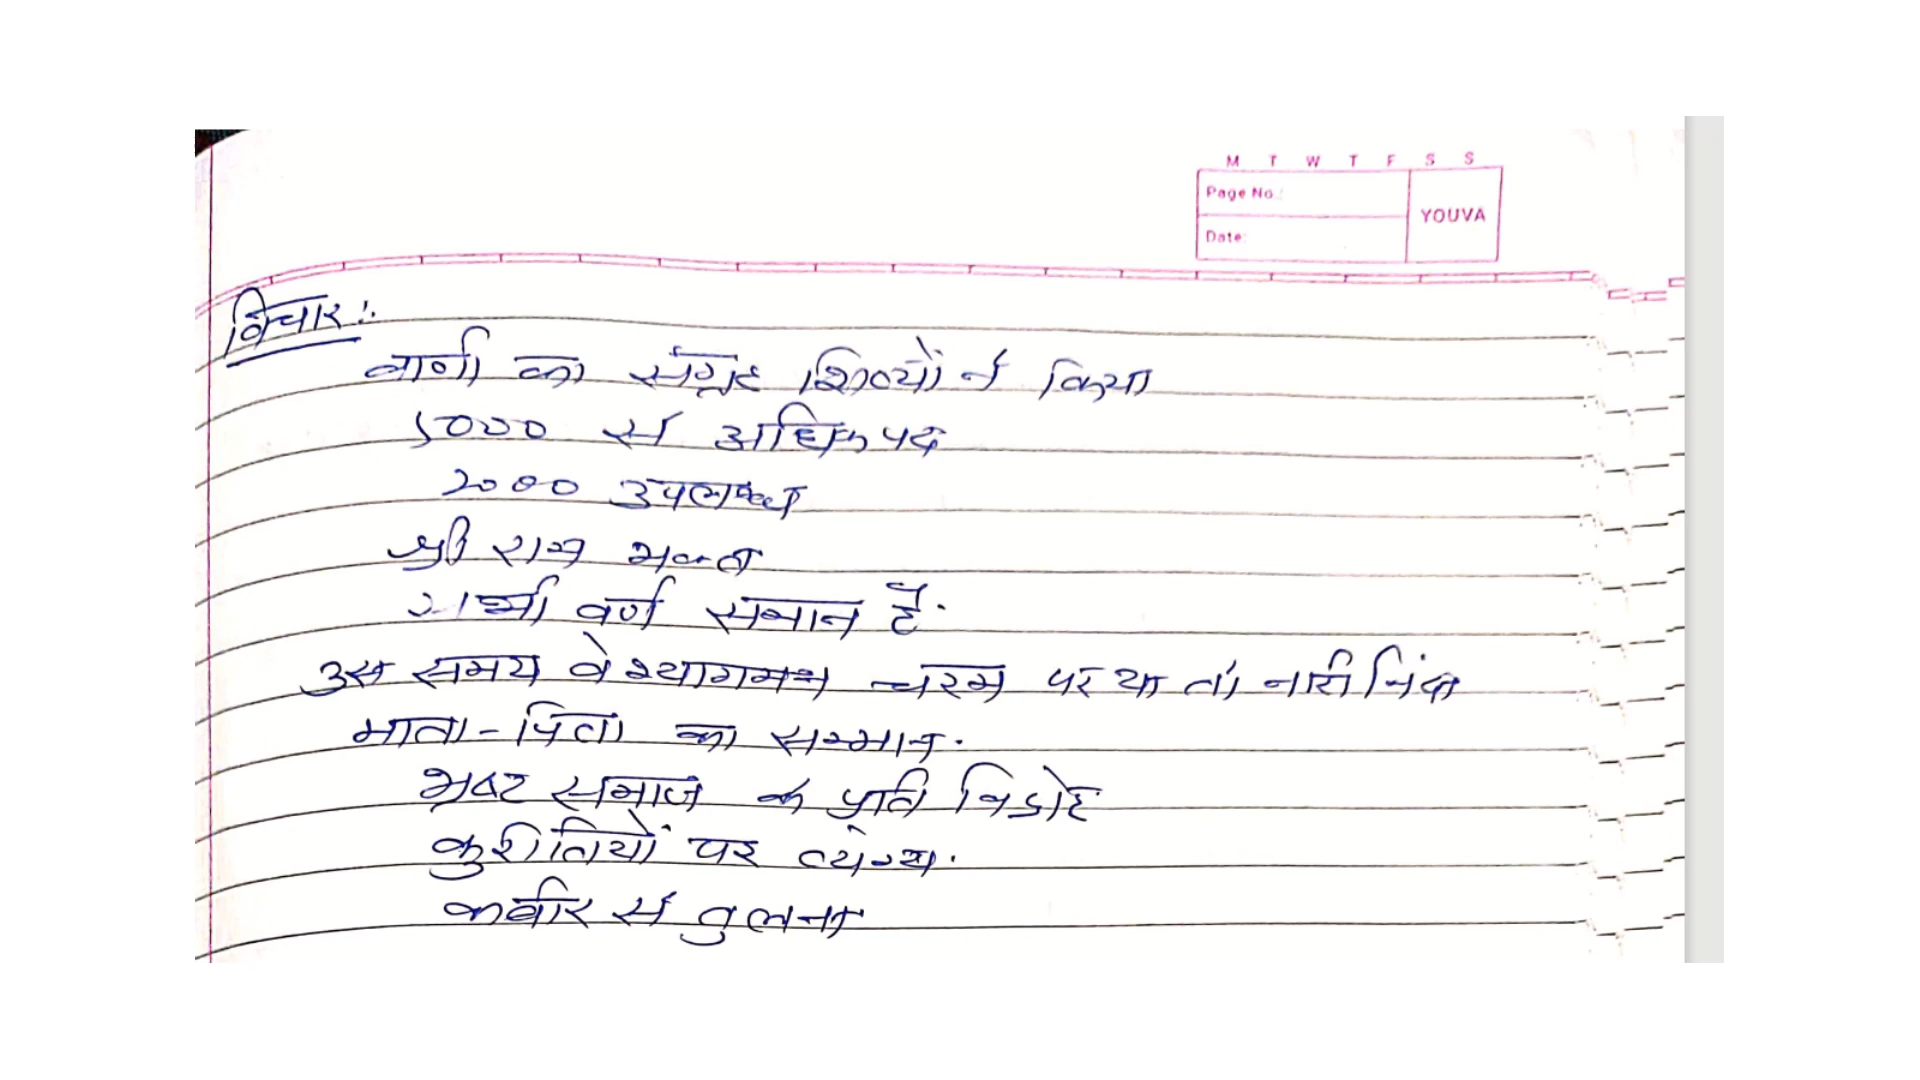 M T W T F S S
Page No.:
YOUVA
Date:
विचार :.
वाणी का संग्रह शिष्यों ने किया
5000 से अधिक पद
2000 उपलब्ध
श्री राम भक्त
सभी वर्ण समान हैं.
उस समय वेश्यागमन चरम पर था तो नारी निंदा
माता - पिता का सम्मान.
भ्रष्ट समाज के प्रति विद्रोह
कुरीतियों पर व्यंग्य.
कबीर से तुलना